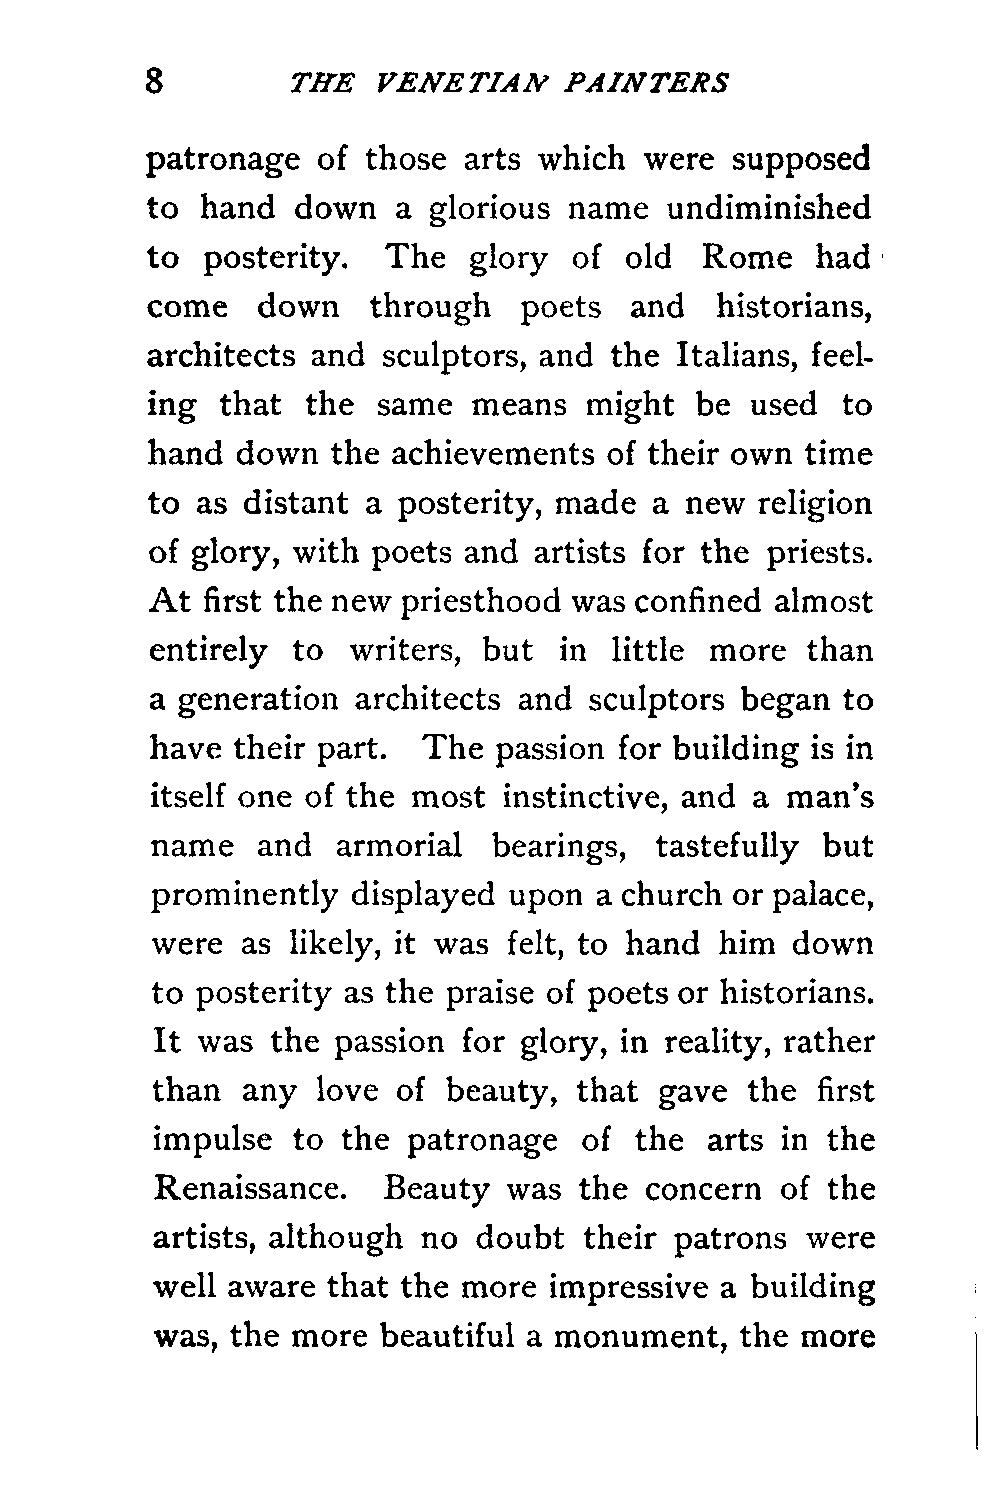 8 THE VENETIAN PAINTERS
patronage of those arts which were supposed
to hand down a glorious name undiminished
to posterity. The glory of old Rome had
come down through poets and historians,
architects and sculptors, and the Italians, feel-
ing that the same means might be used to
hand down the achievements of their own time
to as distant a posterity, made a new religion
of glory, with poets and artists for the priests.
At first the new priesthood was confined almost
entirely to writers, but in little more than
a generation architects and sculptors began to
have their part. The passion for building is in
itself one of the most instinctive, and a man's
name and armorial bearings, tastefully but
prominently displayed upon a church or palace,
were as likely, it was felt, to hand him down
to posterity as the praise of poets or historians.
It was the passion for glory, in reality, rather
than any love of beauty, that gave the first
impulse to the patronage of the arts in the
Renaissance. Beauty was the concern of the
artists, although no doubt their patrons were
well aware that the more impressive a building
was, the more beautiful a monument, the more